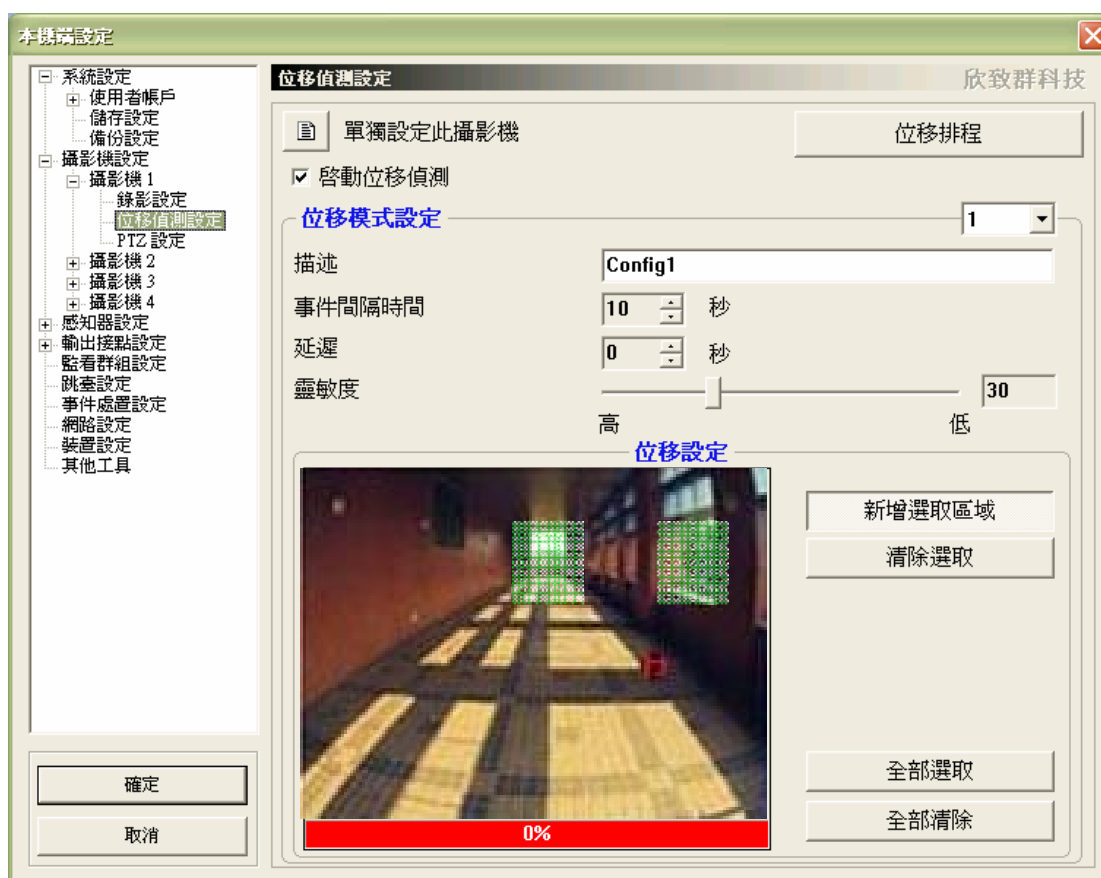 本機端設定
系統設定
使用者帳戶
儲存設定
備份設定
攝影機設定
攝影機 1
錄影設定
位移偵測設定
PTZ 設定
攝影機 2
攝影機 3
攝影機 4
感知器設定
輸出接點設定
監看群組設定
跳臺設定
事件處置設定
網路設定
裝置設定
其他工具
確定
取消
位移偵測設定
欣致群科技
單獨設定此攝影機
位移排程
啓動位移偵測
位移模式設定
1
描述
Config1
事件間隔時間
10
秒
延遲
0
秒
靈敏度
30
高
低
位移設定
新增選取區域
清除選取
全部選取
全部清除
0%